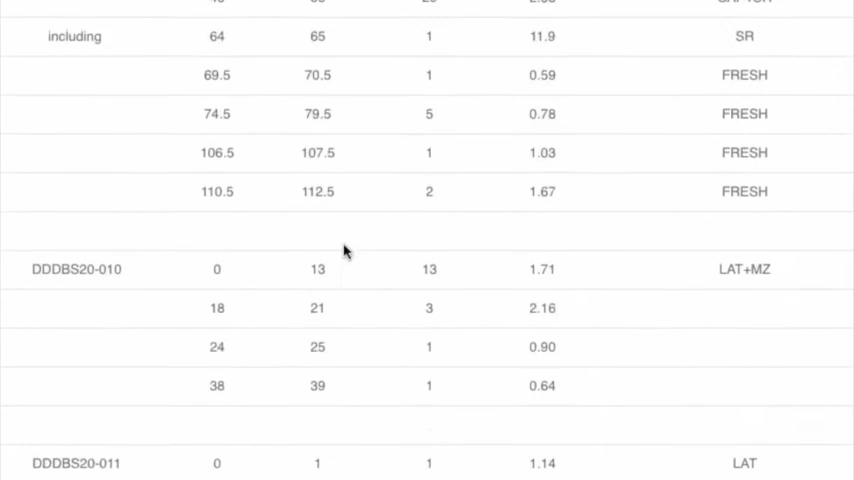 including 64 65 1 11.9 SR
69.5 70.5 1 0.59 FRESH
74.5 79.5 5 0.78 FRESH
106.5 107.5 1 1.03 FRESH
110.5 112.5 2 1.67 FRESH
DDDBS20-010 0 13 13 1.71 LAT+MZ
18 21 3 2.16
24 25 1 0.90
38 39 1 0.64
DDDBS20-011 0 1 1 1.14 LAT